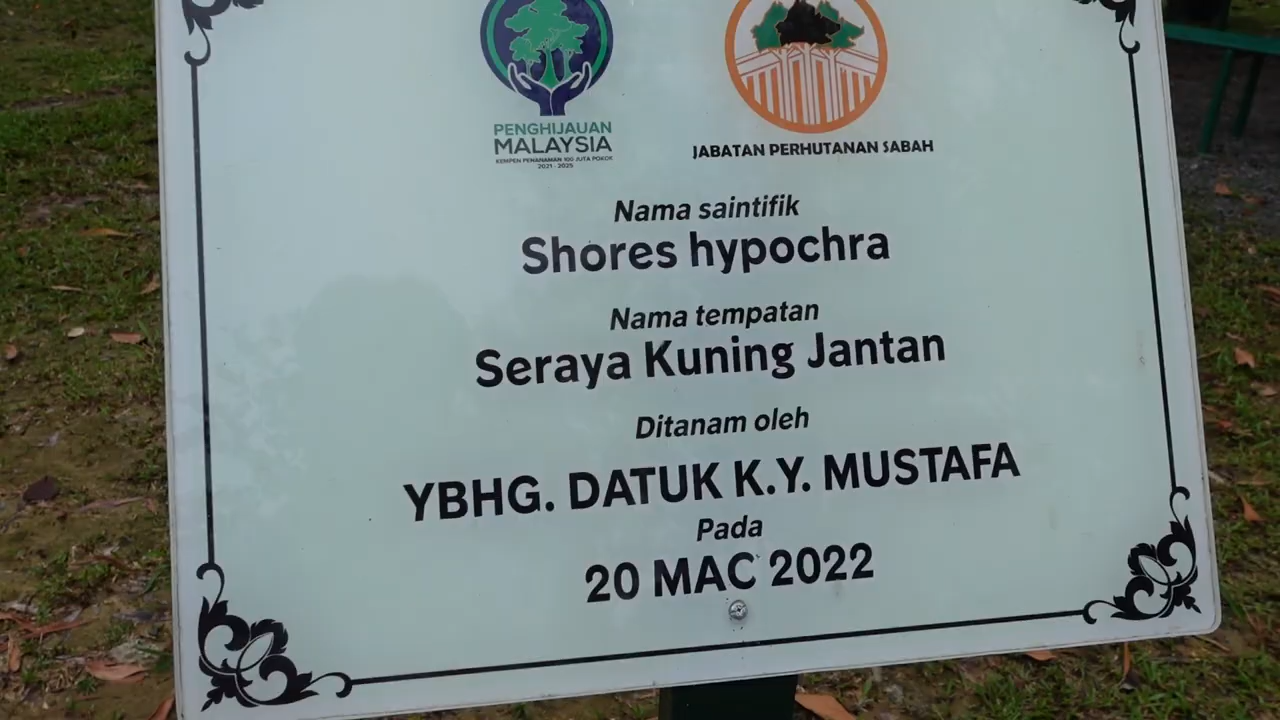 PENGHIJAUAN
MALAYSIA
KEMPEN PENANAMAN 100 JUTA POKOK
2021 - 2025
JABATAN PERHUTANAN SABAH
Nama saintifik
Shores hypochra
Nama tempatan
Seraya Kuning Jantan
Ditanam oleh
YBHG. DATUK K.Y. MUSTAFA
Pada
20 MAC 2022